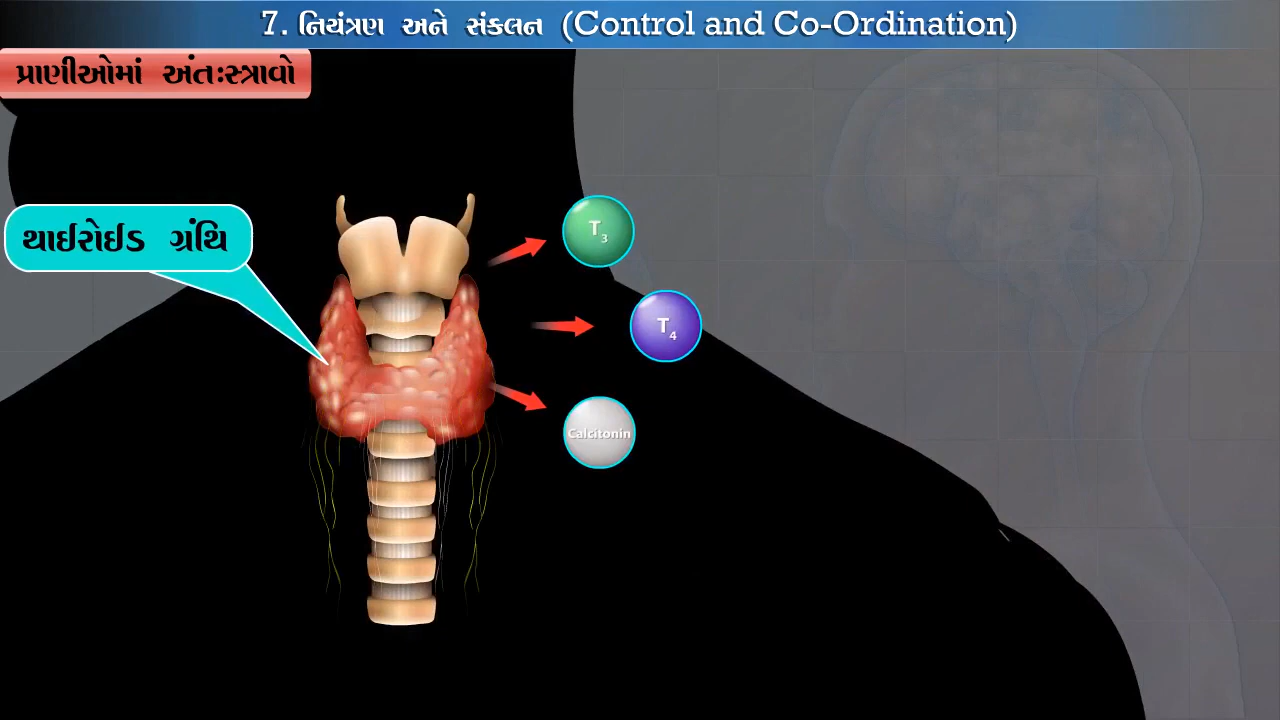 7. નિયંત્રણ અને સંકલન (Control and Co-Ordination)
પ્રાણીઓમાં અંતઃસ્ત્રાવો
થાઈરોઈડ ગ્રંથિ
T3
T4
Calcitonin